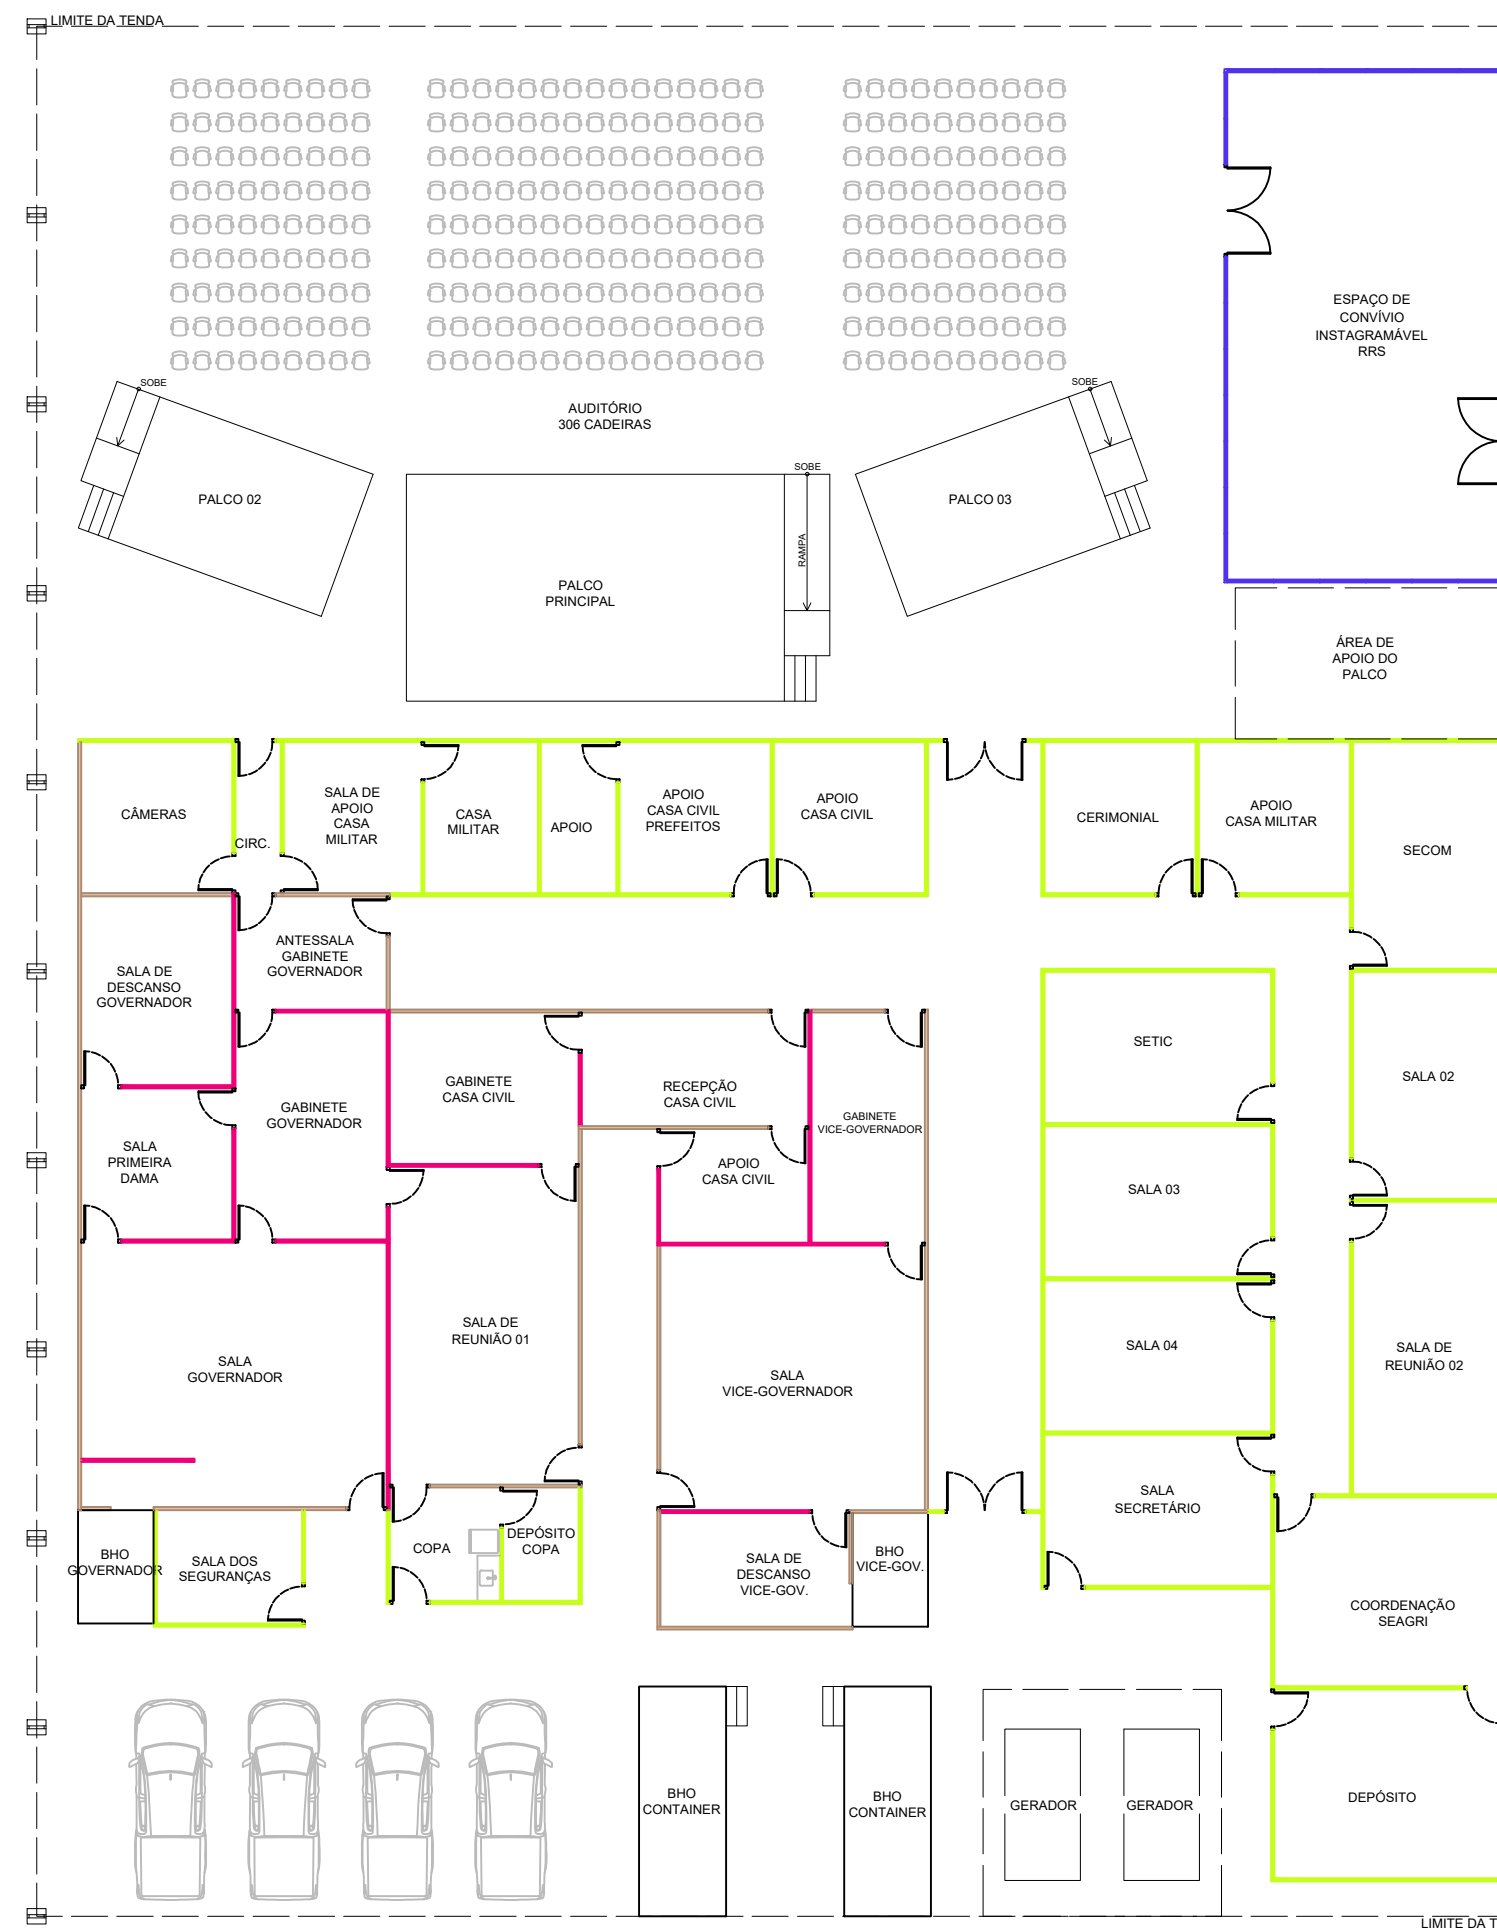 LIMITE DA TENDA
ESPAÇO DE
CONVÍVIO
INSTAGRAMÁVEL
RRS
SOBE
SOBE
AUDITÓRIO
306 CADEIRAS
SOBE
PALCO 02
PALCO 03
RAMPA
PALCO
PRINCIPAL
ÁREA DE
APOIO DO
PALCO
CÂMERAS
CIRC.
SALA DE
APOIO
CASA
MILITAR
CASA
MILITAR
APOIO
APOIO
CASA CIVIL
PREFEITOS
APOIO
CASA CIVIL
CERIMONIAL
APOIO
CASA MILITAR
SECOM
SALA DE
DESCANSO
GOVERNADOR
ANTESSALA
GABINETE
GOVERNADOR
SETIC
SALA 02
GABINETE
GOVERNADOR
GABINETE
CASA CIVIL
RECEPÇÃO
CASA CIVIL
GABINETE
VICE-GOVERNADOR
SALA
PRIMEIRA
DAMA
APOIO
CASA CIVIL
SALA 03
SALA
GOVERNADOR
SALA DE
REUNIÃO 01
SALA
VICE-GOVERNADOR
SALA 04
SALA DE
REUNIÃO 02
SALA
SECRETÁRIO
BHO
GOVERNADOR
SALA DOS
SEGURANÇAS
COPA
DEPÓSITO
COPA
SALA DE
DESCANSO
VICE-GOV.
BHO
VICE-GOV.
COORDENAÇÃO
SEAGRI
BHO
CONTAINER
BHO
CONTAINER
GERADOR
GERADOR
DEPÓSITO
LIMITE DA T